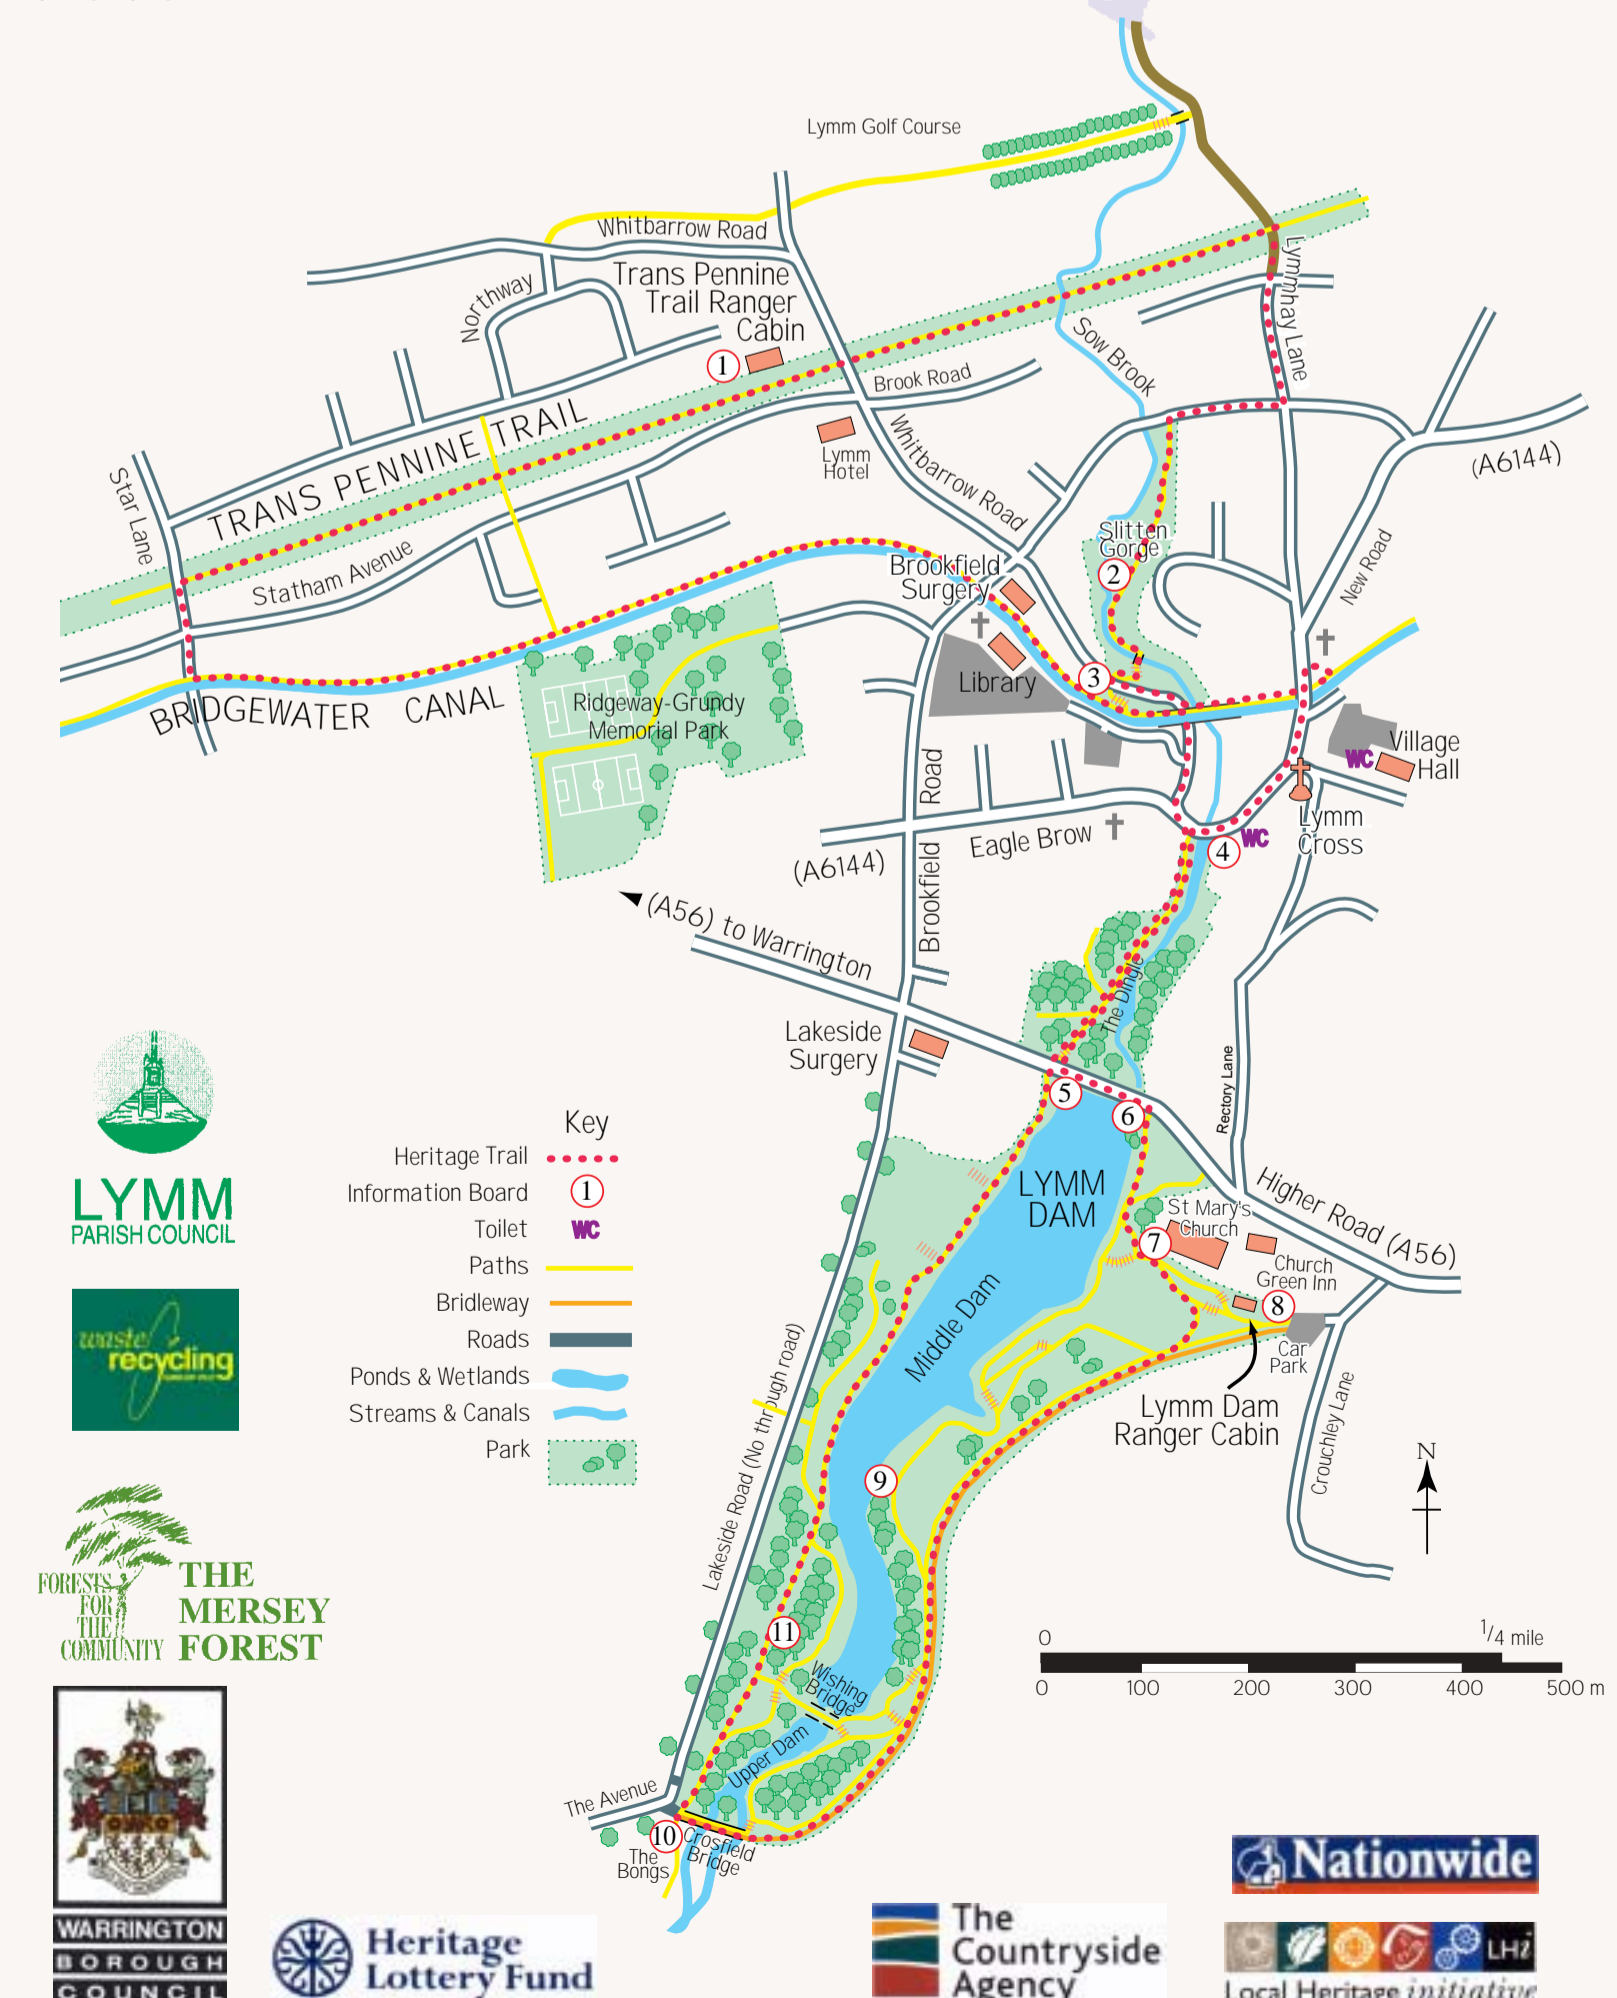 Lymm Golf Course
Whitbarrow Road
Trans Pennine
Trail Ranger
Cabin
Northway
1
Lymmhay Lane
Sow Brook
Brook Road
TRANS PENNINE TRAIL
Lymm
Hotel
Whitbarrow Road
(A6144)
Star Lane
Statham Avenue
Slitten
Gorge
2
Brookfield
Surgery
New Road
Library
3
BRIDGEWATER CANAL
Ridgeway-Grundy
Memorial Park
Village
Hall
WC
Lymm
Cross
WC
4
Eagle Brow
(A6144)
Brookfield Road
(A56) to Warrington
The Dingle
Lakeside
Surgery
5
6
Rectory Lane
LYMM
DAM
St Mary's
Church
7
Higher Road (A56)
Church
Green Inn
8
Car
Park
Middle Dam
Lymm Dam
Ranger Cabin
Crouchley Lane
N
Lakeside Road (No through road)
9
11
Wishing
Bridge
Upper Dam
The Avenue
10
Crosfield
Bridge
The
Bongs
0
1/4 mile
0 100 200 300 400 500 m
Key
Heritage Trail
Information Board 1
Toilet WC
Paths
Bridleway
Roads
Ponds & Wetlands
Streams & Canals
Park
LYMM
PARISH COUNCIL
waste
recycling
FORESTS
FOR
THE
COMMUNITY
THE
MERSEY
FOREST
WARRINGTON
BOROUGH
COUNCIL
Heritage
Lottery Fund
The
Countryside
Agency
Nationwide
LHi
Local Heritage initiative